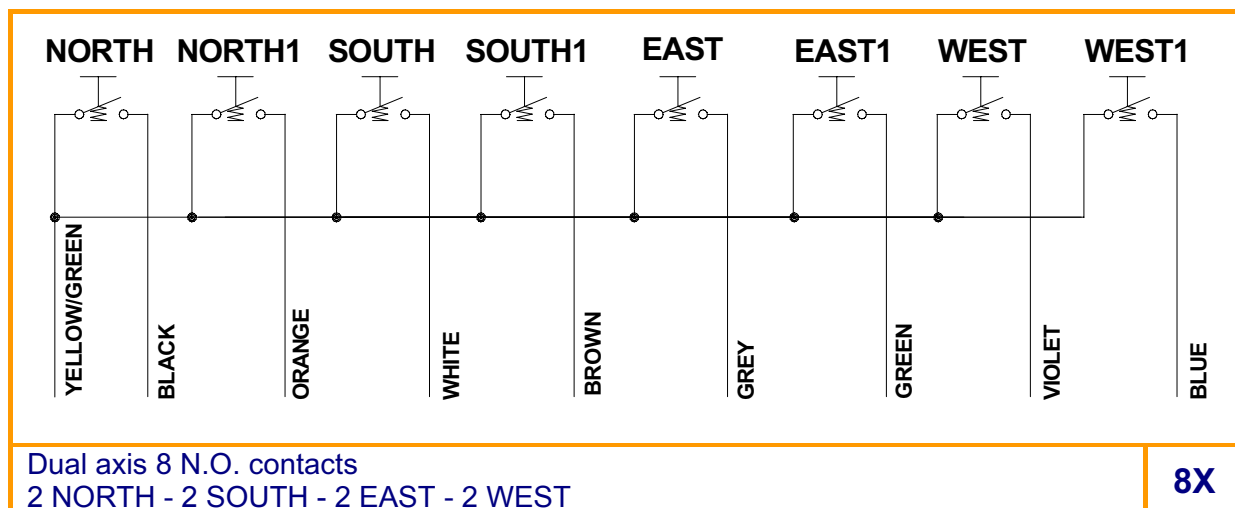 NORTH NORTH1 SOUTH SOUTH1 EAST EAST1 WEST WEST1
YELLOW/GREEN
BLACK
ORANGE
WHITE
BROWN
GREY
GREEN
VIOLET
BLUE
Dual axis 8 N.O. contacts
2 NORTH - 2 SOUTH - 2 EAST - 2 WEST
8X